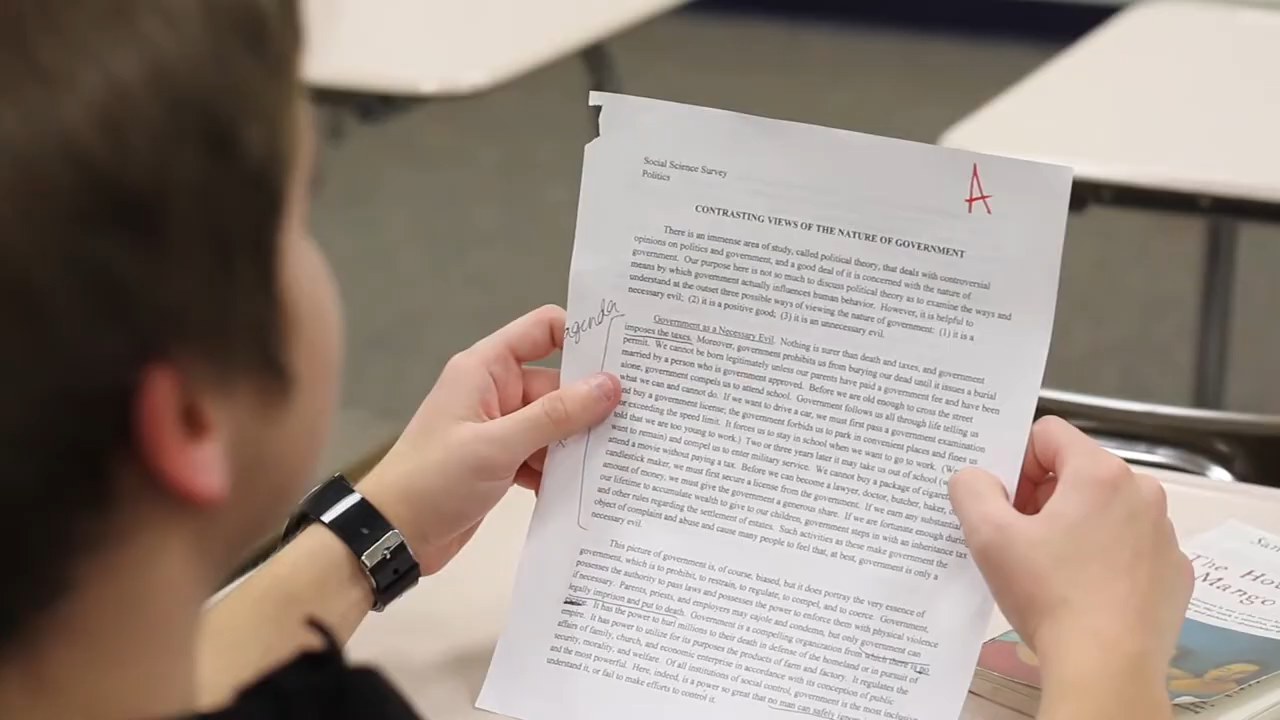 Social Science Survey
Politics
A
CONTRASTING VIEWS OF THE NATURE OF GOVERNMENT
There is an immense area of study, called political theory, that deals with controversial
opinions on politics and government, and a good deal of it is concerned with the nature of
government. Our purpose here is not so much to discuss political theory as to examine the ways and
means by which government actually influences human behavior. However, it is helpful to
understand at the outset three possible ways of viewing the nature of government: (1) it is a
necessary evil; (2) it is a positive good; (3) it is an unnecessary evil.
agenda
Government as a Necessary Evil. Nothing is surer than death and taxes, and government
imposes the taxes. Moreover, government prohibits us from burying our dead until it issues a burial
permit. We cannot be born legitimately unless our parents have paid a government fee and have been
married by a person who is government approved. Before we are old enough to cross the street
alone, government compels us to attend school. Government follows us all through life telling us
what we can and cannot do. If we want to drive a car, we must first pass a government examination
and buy a government license; the government forbids us to park in convenient places and fines us
for exceeding the speed limit. It forces us to stay in school when we want to go to work. (We
told that we are too young to work.) Two or three years later it may take us out of school (
want to remain) and compel us to enter military service. We cannot buy a package of
attend a movie without paying a tax. Before we can become a lawyer, doctor, butcher, baker,
candlestick maker, we must first secure a license from the government. If we earn any substantial
amount of money, we must give the government a generous share. If we are fortunate enough
our lifetime to accumulate wealth to give to our children, government steps in with an inheritance tax
and other rules regarding the settlement of estates. Such activities as these make government the
object of complaint and abuse and cause many people to feel that, at best, government is only a
necessary evil.
This picture of government is, of course, biased, but it does portray the very essence of
government, which is to prohibit, to restrain, to regulate, to compel, and to coerce. Government,
possesses the authority to pass laws and possesses the power to enforce them with physical violence
if necessary. Parents, priests, and employers may cajole and condemn, but only government can
legally imprison and put to death. Government is a compelling organization from which there is no
It has the power to hurl millions to their death in defense of the homeland or in pursuit of
empire. It has power to utilize for its purposes the products of farm and factory. It regulates the
affairs of family, church, and economic enterprise in accordance with its conception of public
security, morality, and welfare. Of all institutions of social control, government is the most inclusive
and the most powerful. Here, indeed, is a power so great that no man can safely
understand it, or fail to make efforts to control it.
The
Mango